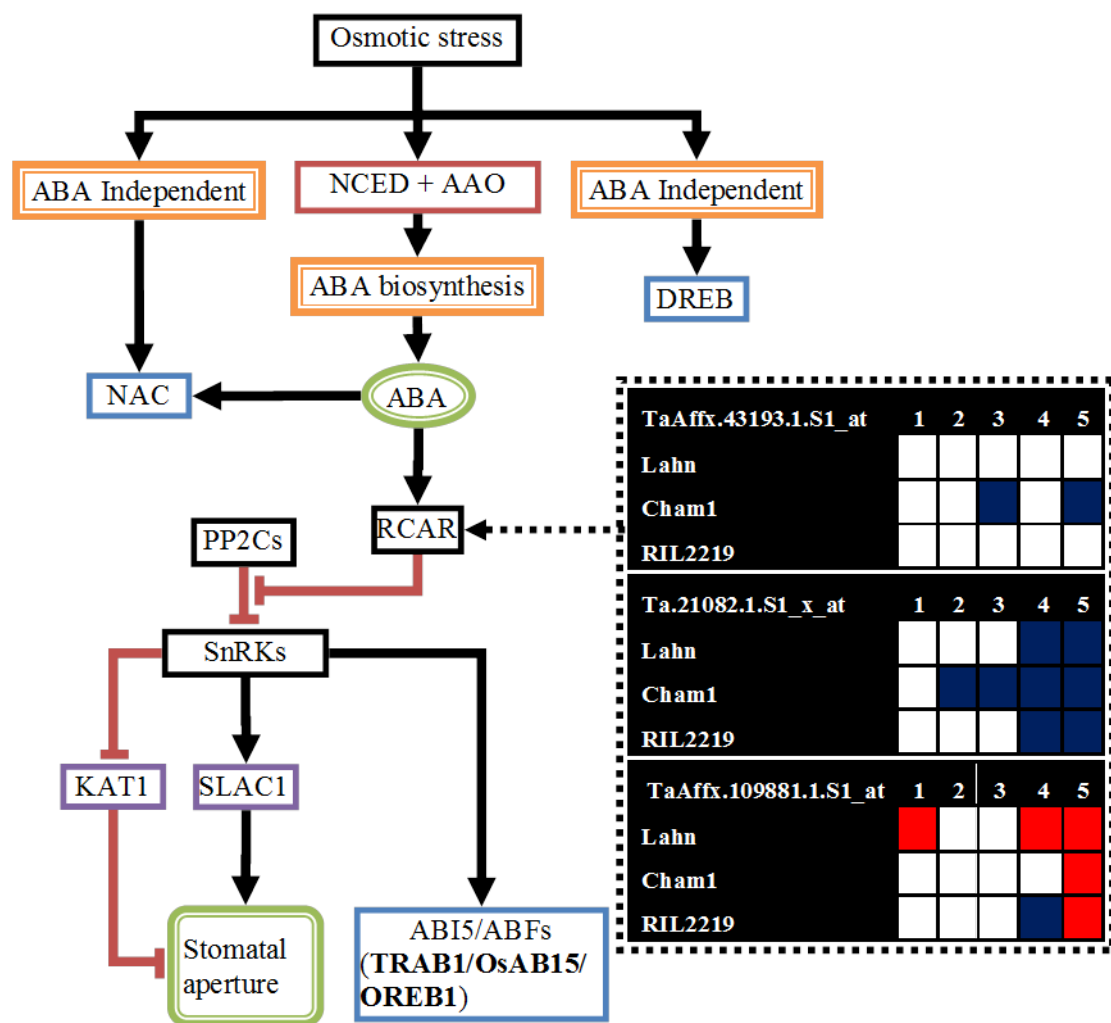 Osmotic stress
ABA Independent
NCED + AAO
ABA Independent
ABA biosynthesis
DREB
NAC
ABA
RCAR
PP2Cs
SnRKs
KAT1
SLAC1
Stomatal
aperture
ABI5/ABFs
(TRAB1/OsAB15/
OREB1)
TaAffx.43193.1.S1_at 1 2 3 4 5
Lahn
Cham1
RIL2219
Ta.21082.1.S1_x_at 1 2 3 4 5
Lahn
Cham1
RIL2219
TaAffx.109881.1.S1_at 1 2 3 4 5
Lahn
Cham1
RIL2219